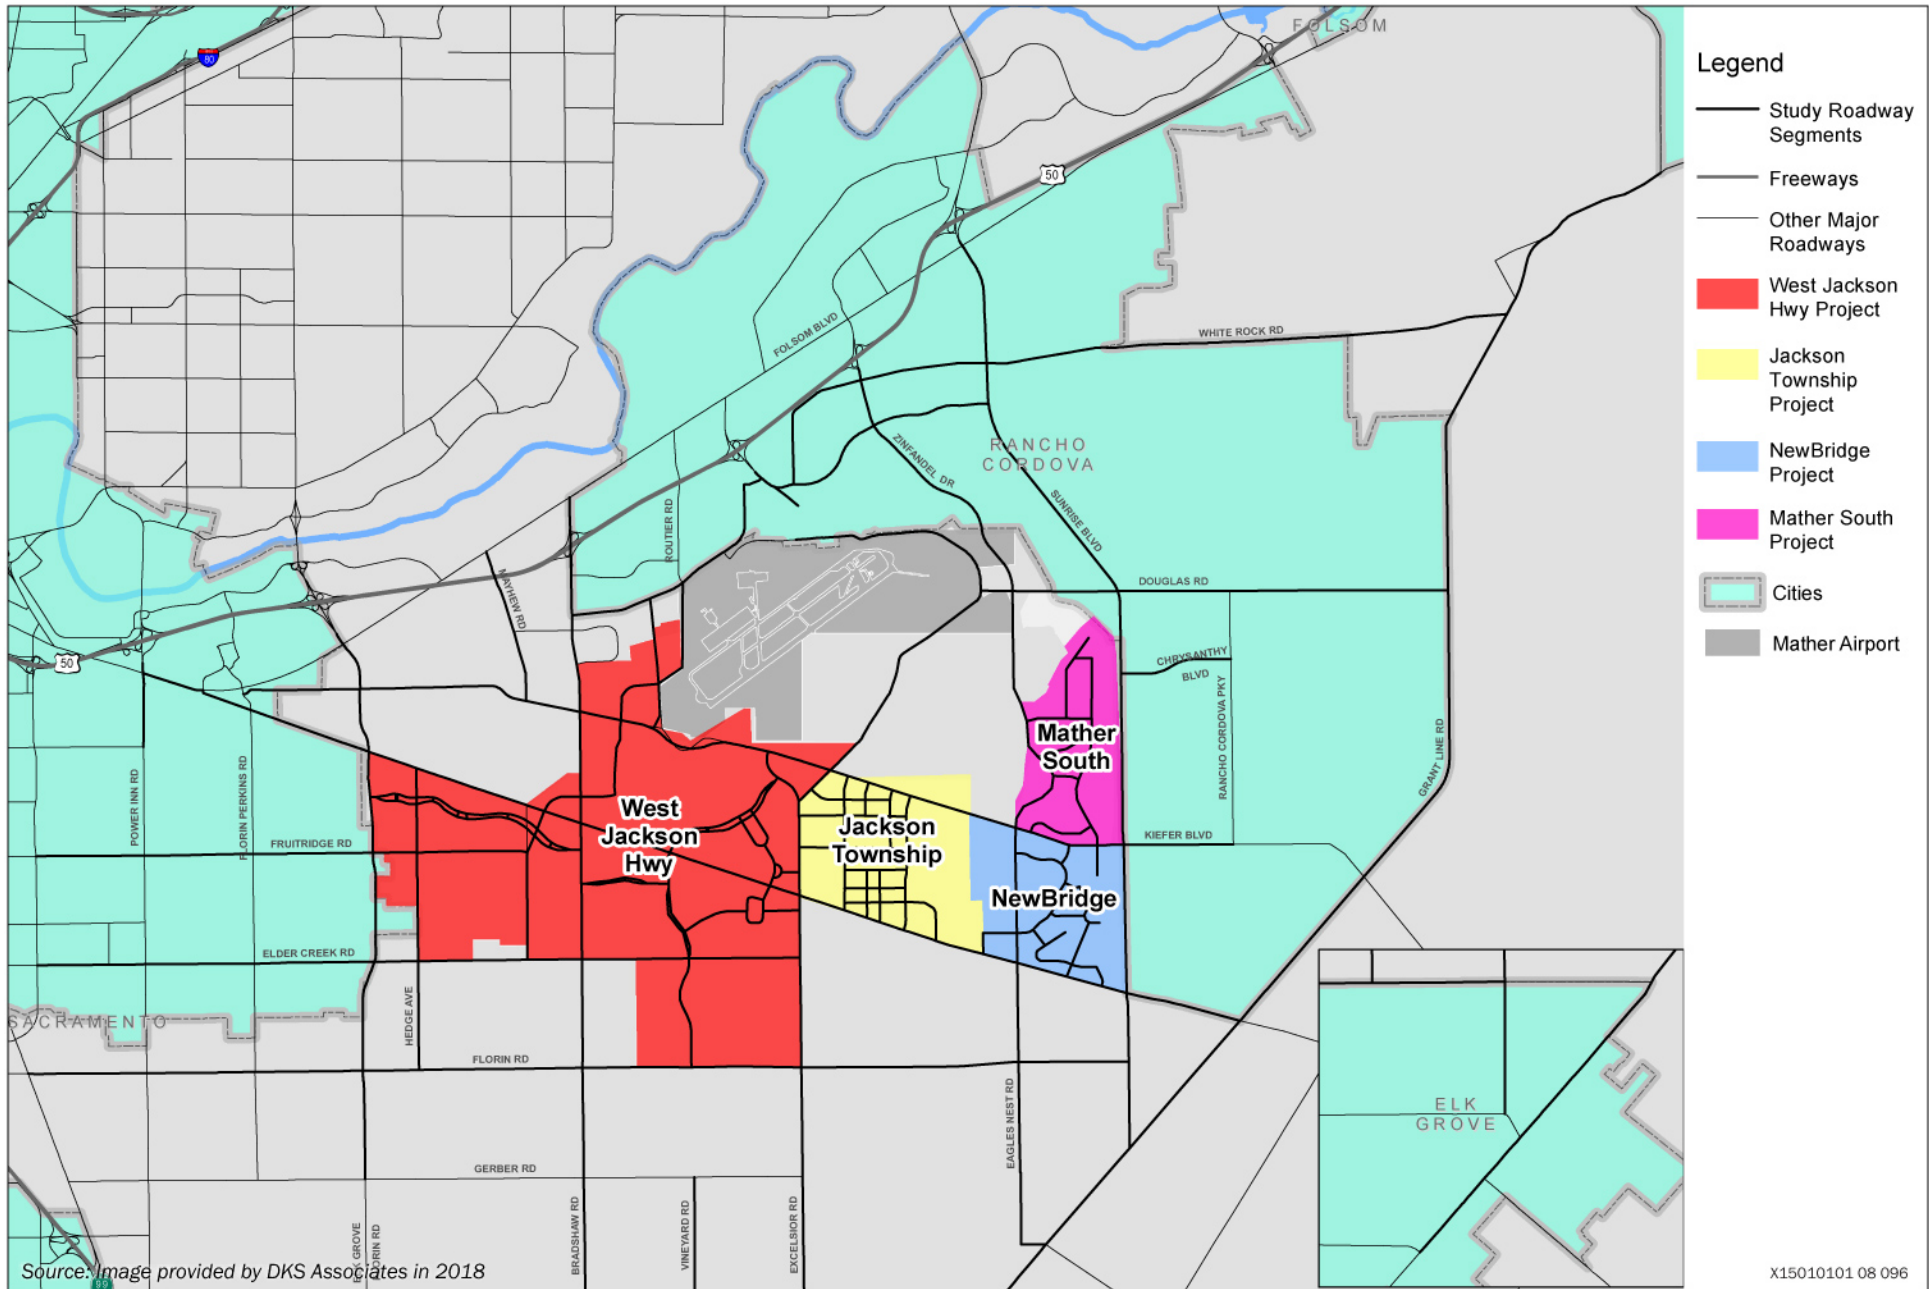 80
FOLSOM
50
FOLSOM BLVD
WHITE ROCK RD
RANCHO
CORDOVA
ZINFANDEL DR
SUNRISE BLVD
ROUTIER RD
MAYHEW RD
DOUGLAS RD
50
CHRYSANTHY
BLVD
RANCHO CORDOVA PKY
GRANT LINE RD
POWER INN RD
FLORIN PERKINS RD
FRUITRIDGE RD
Mather
South
West
Jackson
Hwy
Jackson
Township
KIEFER BLVD
NewBridge
ELDER CREEK RD
HEDGE AVE
SACRAMENTO
FLORIN RD
EAGLES NEST RD
GERBER RD
ELK GROVE
FLORIN RD
BRADSHAW RD
VINEYARD RD
EXCELSIOR RD
ELK
GROVE
99
Source: Image provided by DKS Associates in 2018
Legend
Study Roadway
Segments
Freeways
Other Major
Roadways
West Jackson
Hwy Project
Jackson
Township
Project
NewBridge
Project
Mather South
Project
Cities
Mather Airport
X15010101 08 096